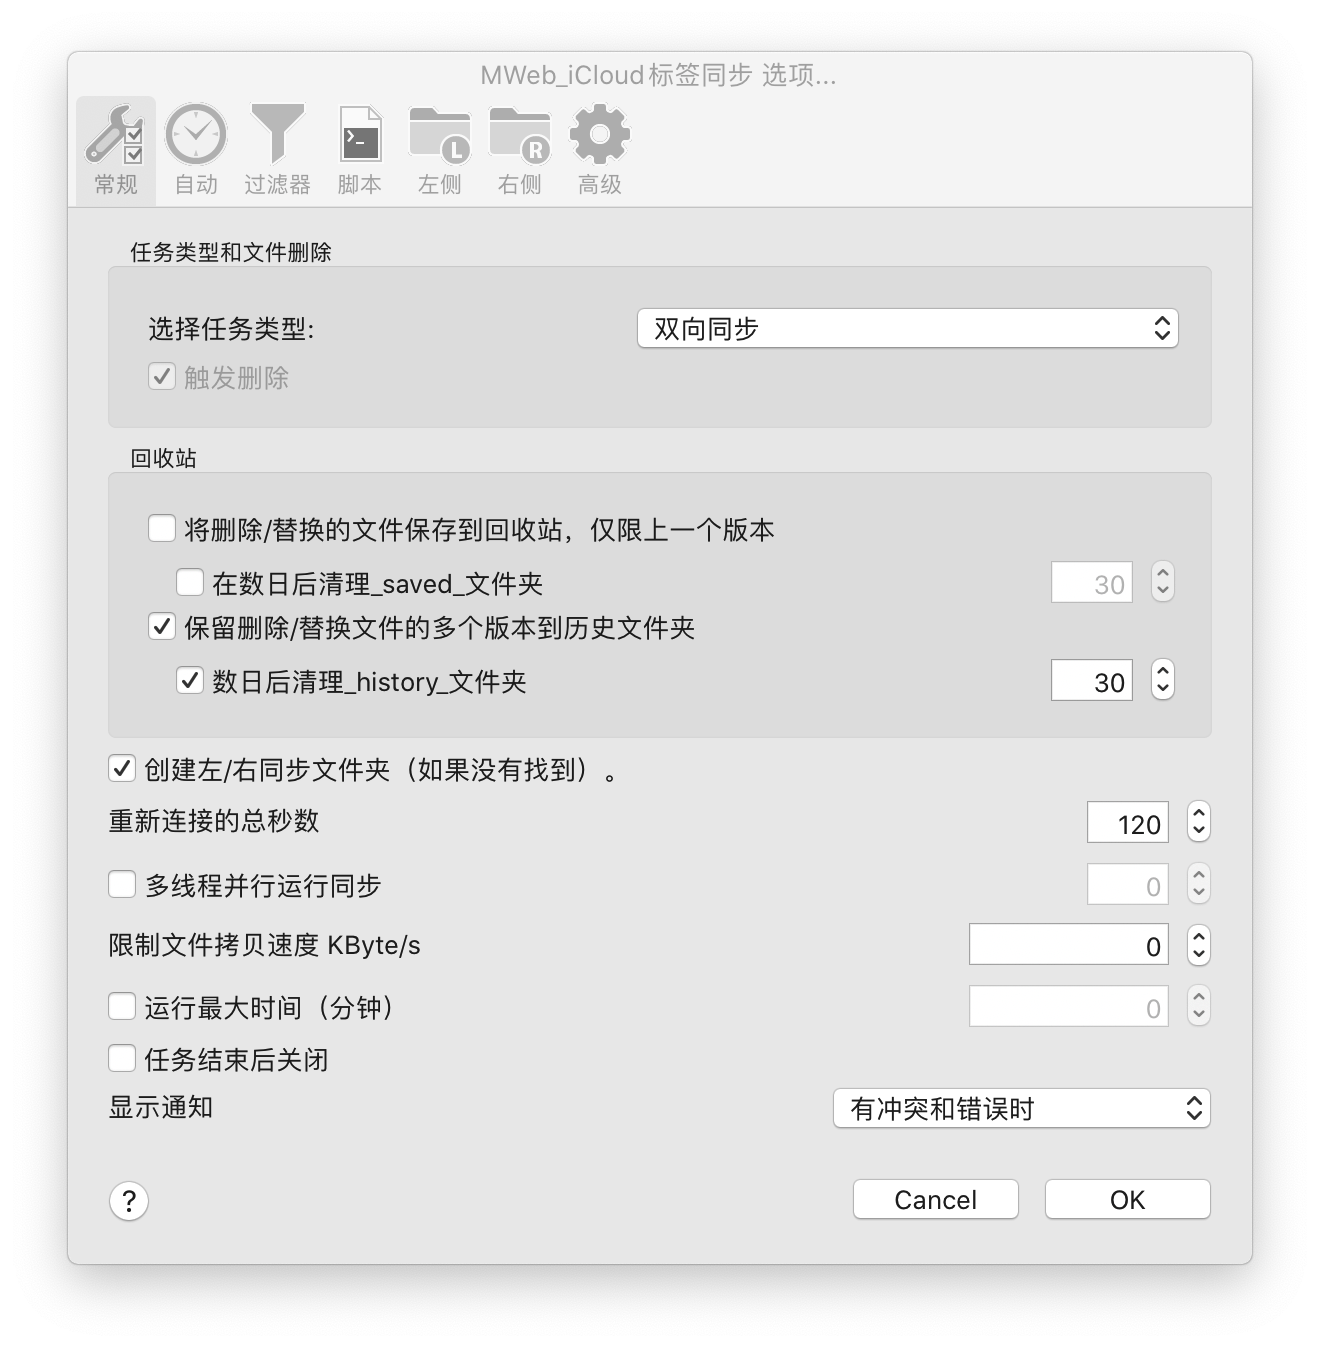 MWeb_iCloud标签同步 选项...
常规 自动 过滤器 脚本 左侧 右侧 高级
任务类型和文件删除
选择任务类型: 双向同步
触发删除
回收站
将删除/替换的文件保存到回收站，仅限上一个版本
在数日后清理_saved_文件夹 30
保留删除/替换文件的多个版本到历史文件夹
数日后清理_history_文件夹 30
创建左/右同步文件夹（如果没有找到）。
重新连接的总秒数 120
多线程并行运行同步 0
限制文件拷贝速度 KByte/s 0
运行最大时间（分钟） 0
任务结束后关闭
显示通知 有冲突和错误时
? Cancel OK